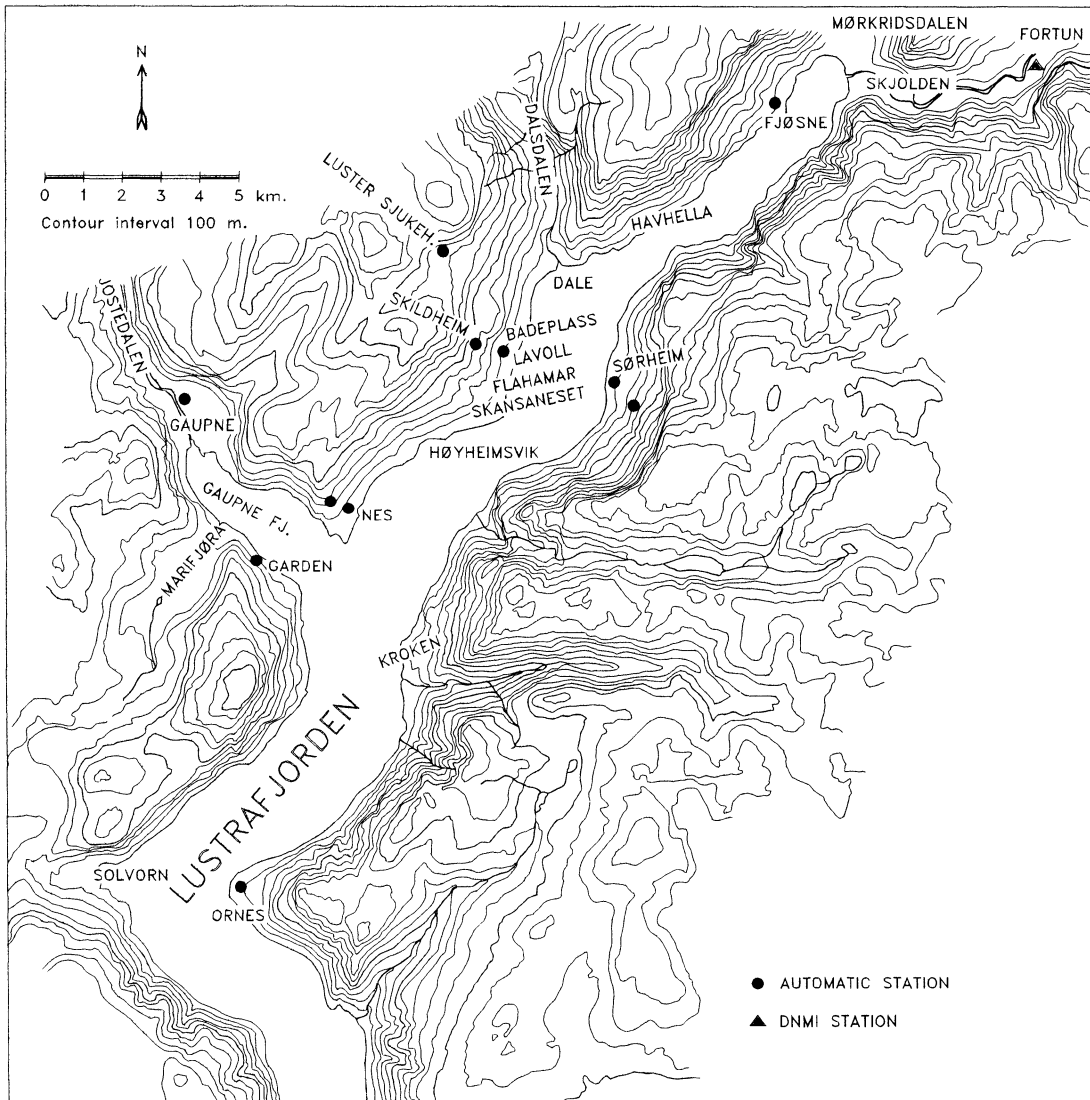 MØRKRIDSDALEN
FORTUN
N
SKJOLDEN
FJØSNE
DALSDALEN
LUSTER SJUKEH.
0 1 2 3 4 5 km.
Contour interval 100 m.
HAVHELLA
DALE
JOSTEDALEN
SKILDHEIM
BADEPLASS
LAVOLL
FLAHAMAR
SKANSANESET
SØRHEIM
GAUPNE
HØYHEIMSVIK
GAUPNE FJ.
NES
MARIFJØRA
GARDEN
KROKEN
LUSTRAFJORDEN
SOLVORN
ORNES
AUTOMATIC STATION
DNMI STATION